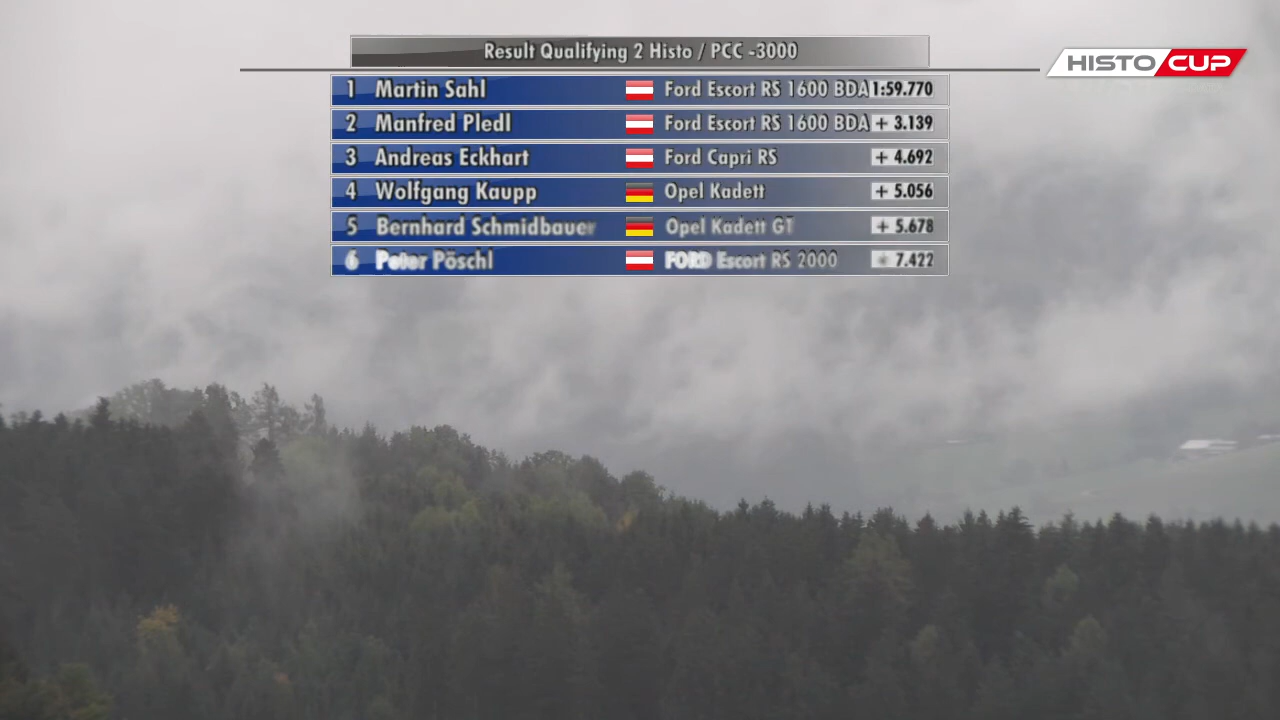 Result Qualifying 2 Histo / PCC -3000
HISTO CUP
1 Martin Sahl Ford Escort RS 1600 BDA 1:59.770
2 Manfred Pledl Ford Escort RS 1600 BDA + 3.139
3 Andreas Eckhart Ford Capri RS + 4.692
4 Wolfgang Kaupp Opel Kadett + 5.056
5 Bernhard Schmidbauer Opel Kadett GT + 5.678
6 Peter Pöschl FORD Escort RS 2000 + 7.422